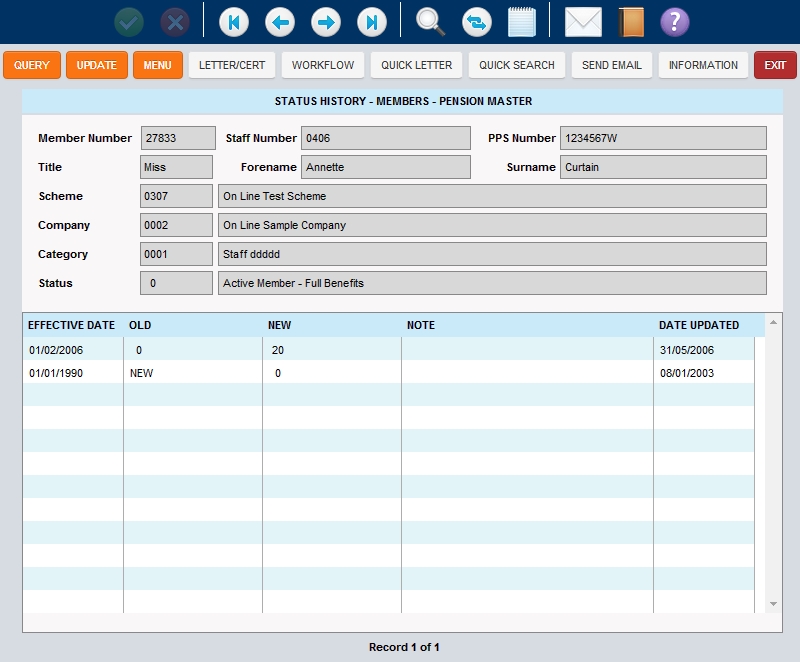 QUERY UPDATE MENU LETTER/CERT WORKFLOW QUICK LETTER QUICK SEARCH SEND EMAIL INFORMATION EXIT
STATUS HISTORY - MEMBERS - PENSION MASTER
Member Number 27833 Staff Number 0406 PPS Number 1234567W
Title Miss Forename Annette Surname Curtain
Scheme 0307 On Line Test Scheme
Company 0002 On Line Sample Company
Category 0001 Staff ddddd
Status 0 Active Member - Full Benefits
EFFECTIVE DATE OLD NEW NOTE DATE UPDATED
01/02/2006 0 20 31/05/2006
01/01/1990 NEW 0 08/01/2003
Record 1 of 1